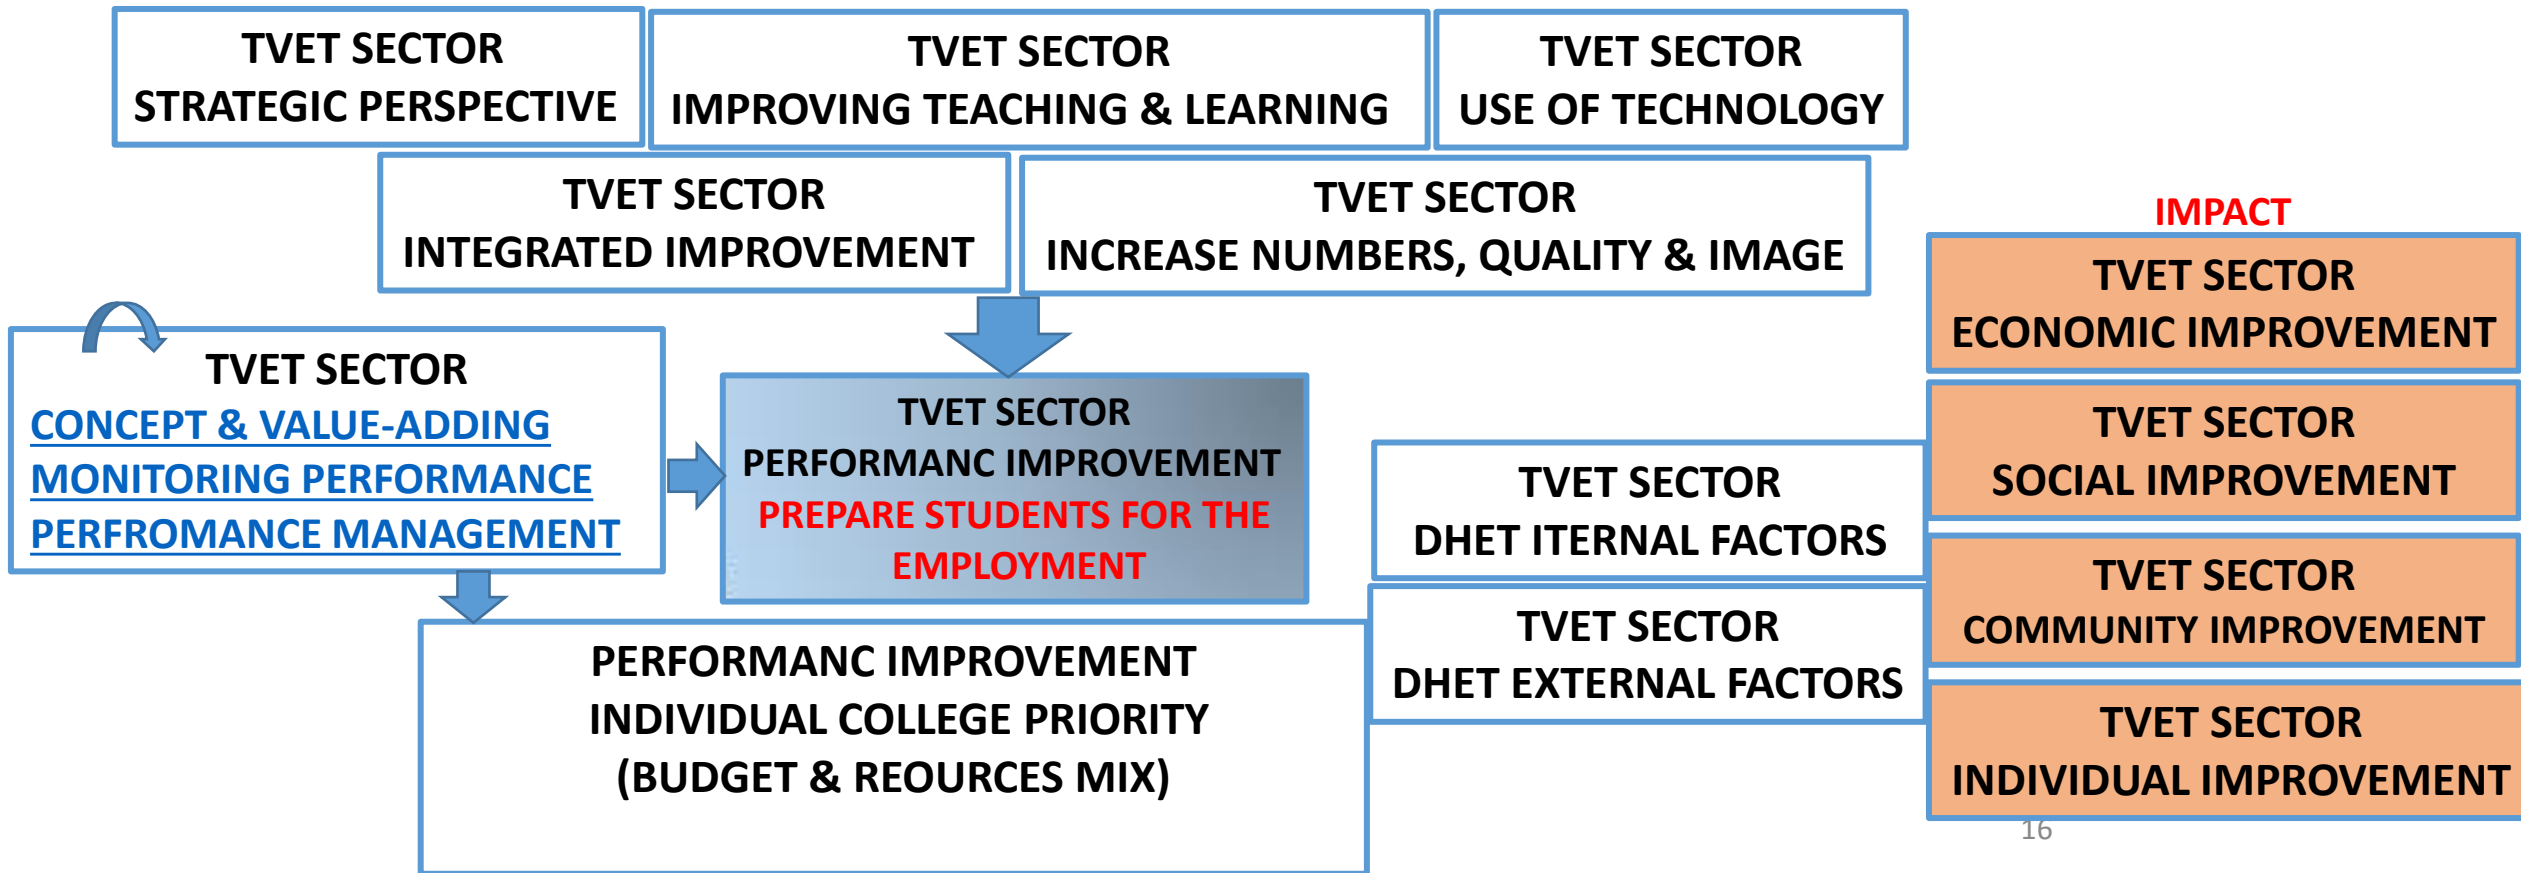 TVET SECTOR
STRATEGIC PERSPECTIVE
TVET SECTOR
IMPROVING TEACHING & LEARNING
TVET SECTOR
USE OF TECHNOLOGY
TVET SECTOR
INTEGRATED IMPROVEMENT
TVET SECTOR
INCREASE NUMBERS, QUALITY & IMAGE
TVET SECTOR
CONCEPT & VALUE-ADDING
MONITORING PERFORMANCE
PERFROMANCE MANAGEMENT
TVET SECTOR
PERFORMANC IMPROVEMENT
PREPARE STUDENTS FOR THE
EMPLOYMENT
PERFORMANC IMPROVEMENT
INDIVIDUAL COLLEGE PRIORITY
(BUDGET & REOURCES MIX)
TVET SECTOR
DHET ITERNAL FACTORS
TVET SECTOR
DHET EXTERNAL FACTORS
IMPACT
TVET SECTOR
ECONOMIC IMPROVEMENT
TVET SECTOR
SOCIAL IMPROVEMENT
TVET SECTOR
COMMUNITY IMPROVEMENT
TVET SECTOR
INDIVIDUAL IMPROVEMENT
16